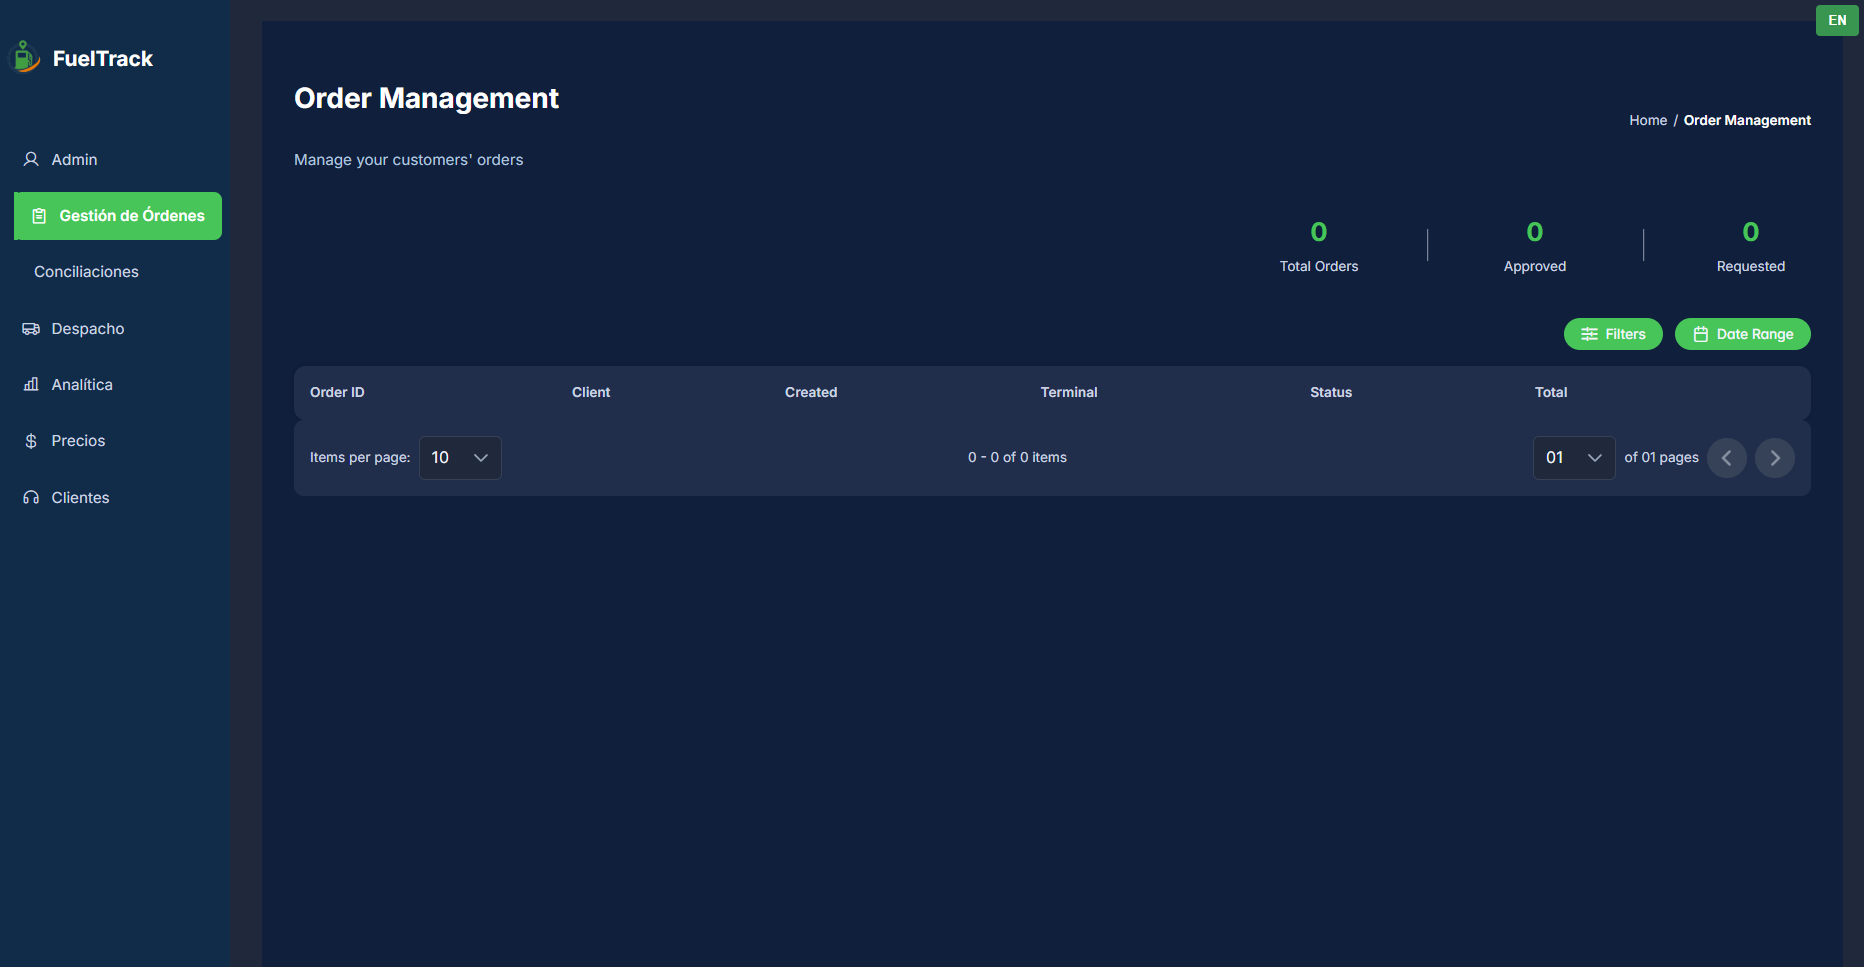 EN
FuelTrack
Admin
Gestión de Órdenes
Conciliaciones
Despacho
Analítica
Precios
Clientes
Order Management
Home / Order Management
Manage your customers' orders
0 0 0
Total Orders Approved Requested
Filters Date Range
Order ID Client Created Terminal Status Total
Items per page: 10 0 - 0 of 0 items 01 of 01 pages